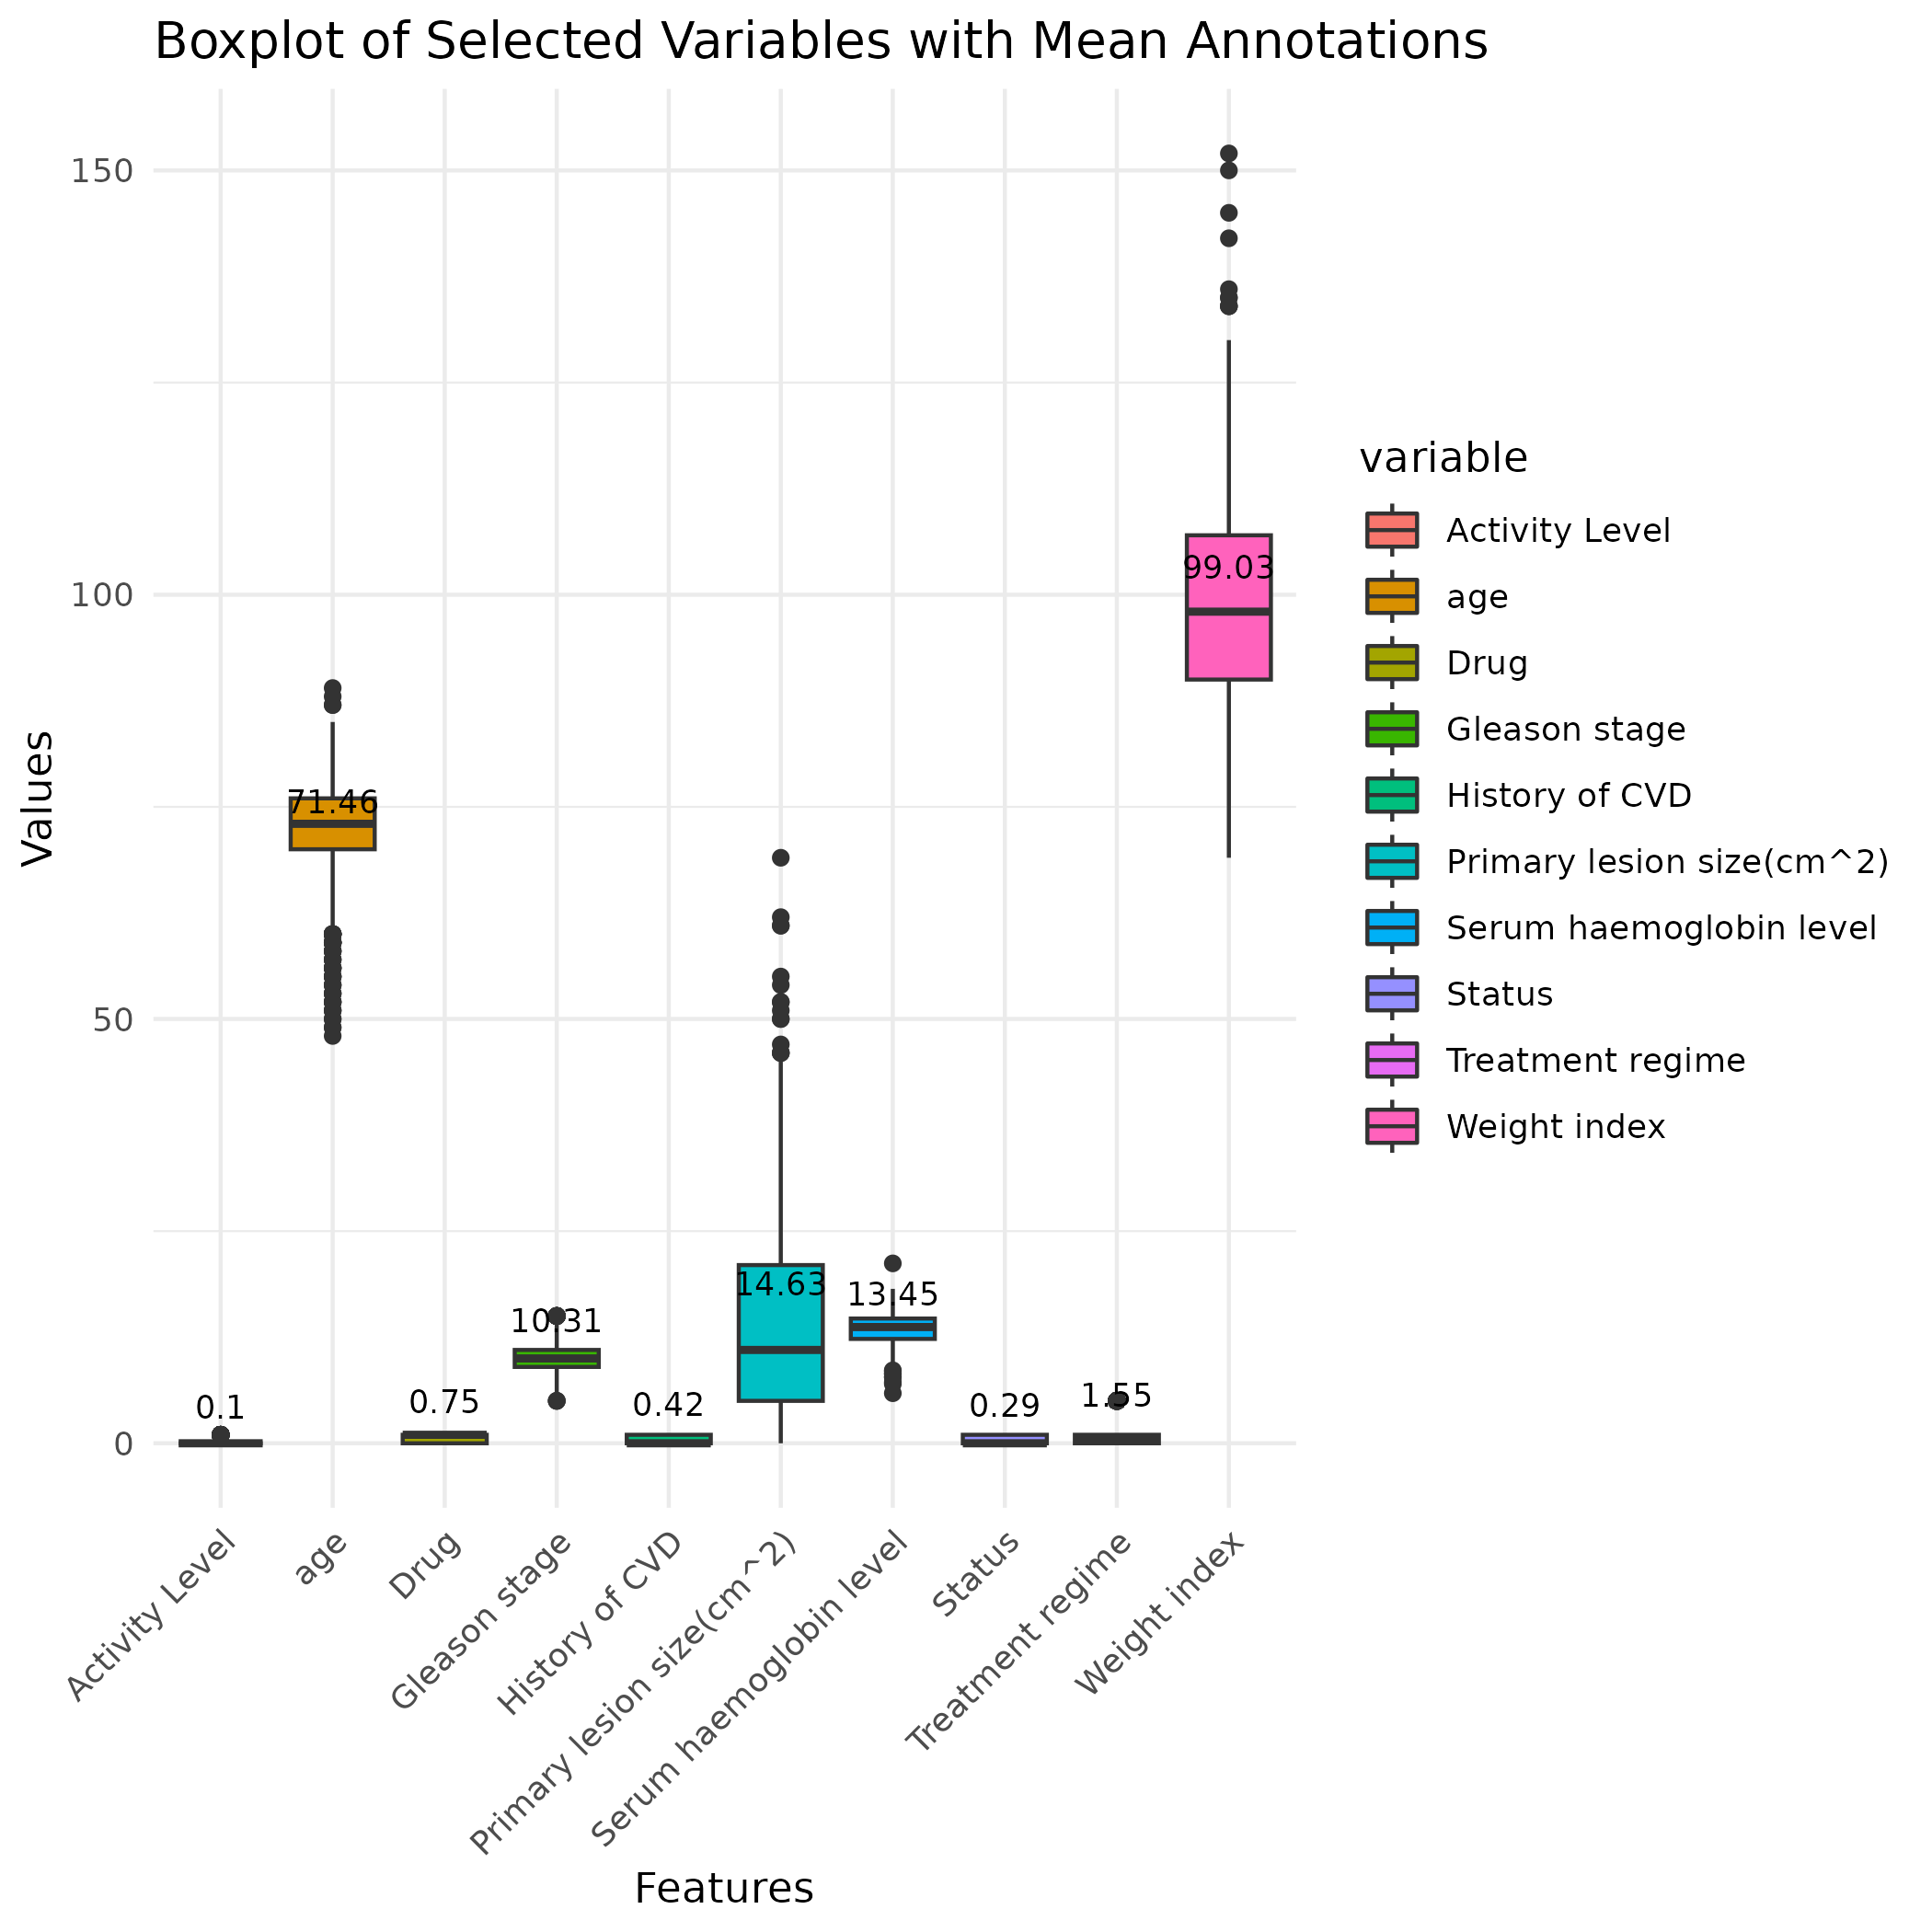 Boxplot of Selected Variables with Mean Annotations
Values
150
100
50
0
99.03
71.46
14.63
13.45
10.31
0.1
0.75
0.42
0.29
1.55
Activity Level
age
Drug
Gleason stage
History of CVD
Primary lesion size(cm^2)
Serum haemoglobin level
Status
Treatment regime
Weight index
Features
variable
Activity Level
age
Drug
Gleason stage
History of CVD
Primary lesion size(cm^2)
Serum haemoglobin level
Status
Treatment regime
Weight index